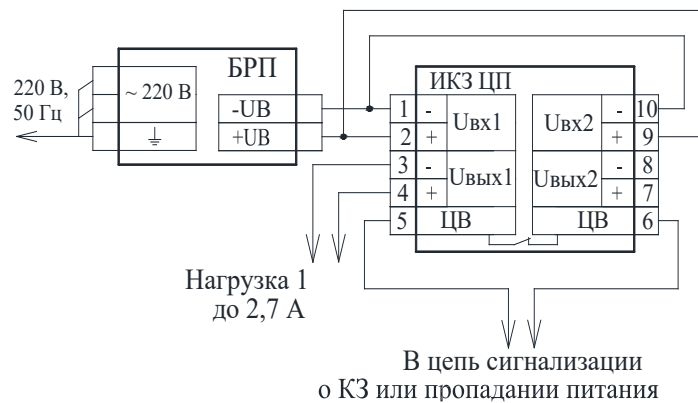 БРП
220 В,
50 Гц
~ 220 В
-UB
+UB
ИКЗ ЦП
1 - Uвх1 Uвх2 - 10
2 + + 9
3 - Uвых1 Uвых2 - 8
4 + + 7
5 ЦВ ЦВ 6
Нагрузка 1
до 2,7 А
В цепь сигнализации
о КЗ или пропадании питания